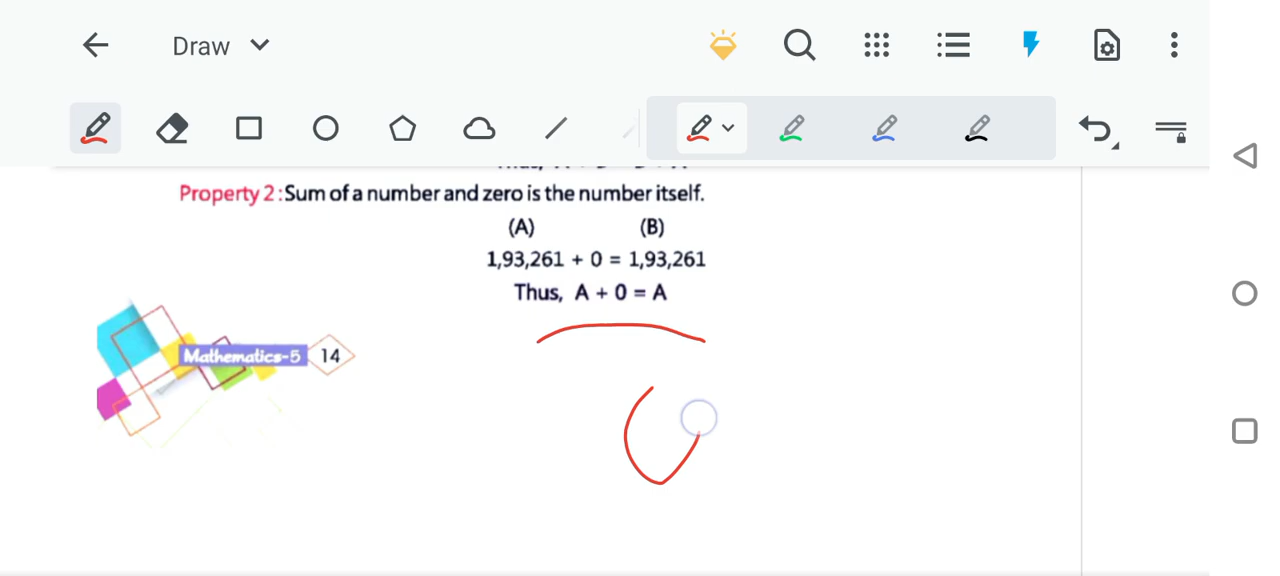 Draw
Property 2 : Sum of a number and zero is the number itself.
(A) (B)
1,93,261 + 0 = 1,93,261
Thus, A + 0 = A
Mathematics-5 14